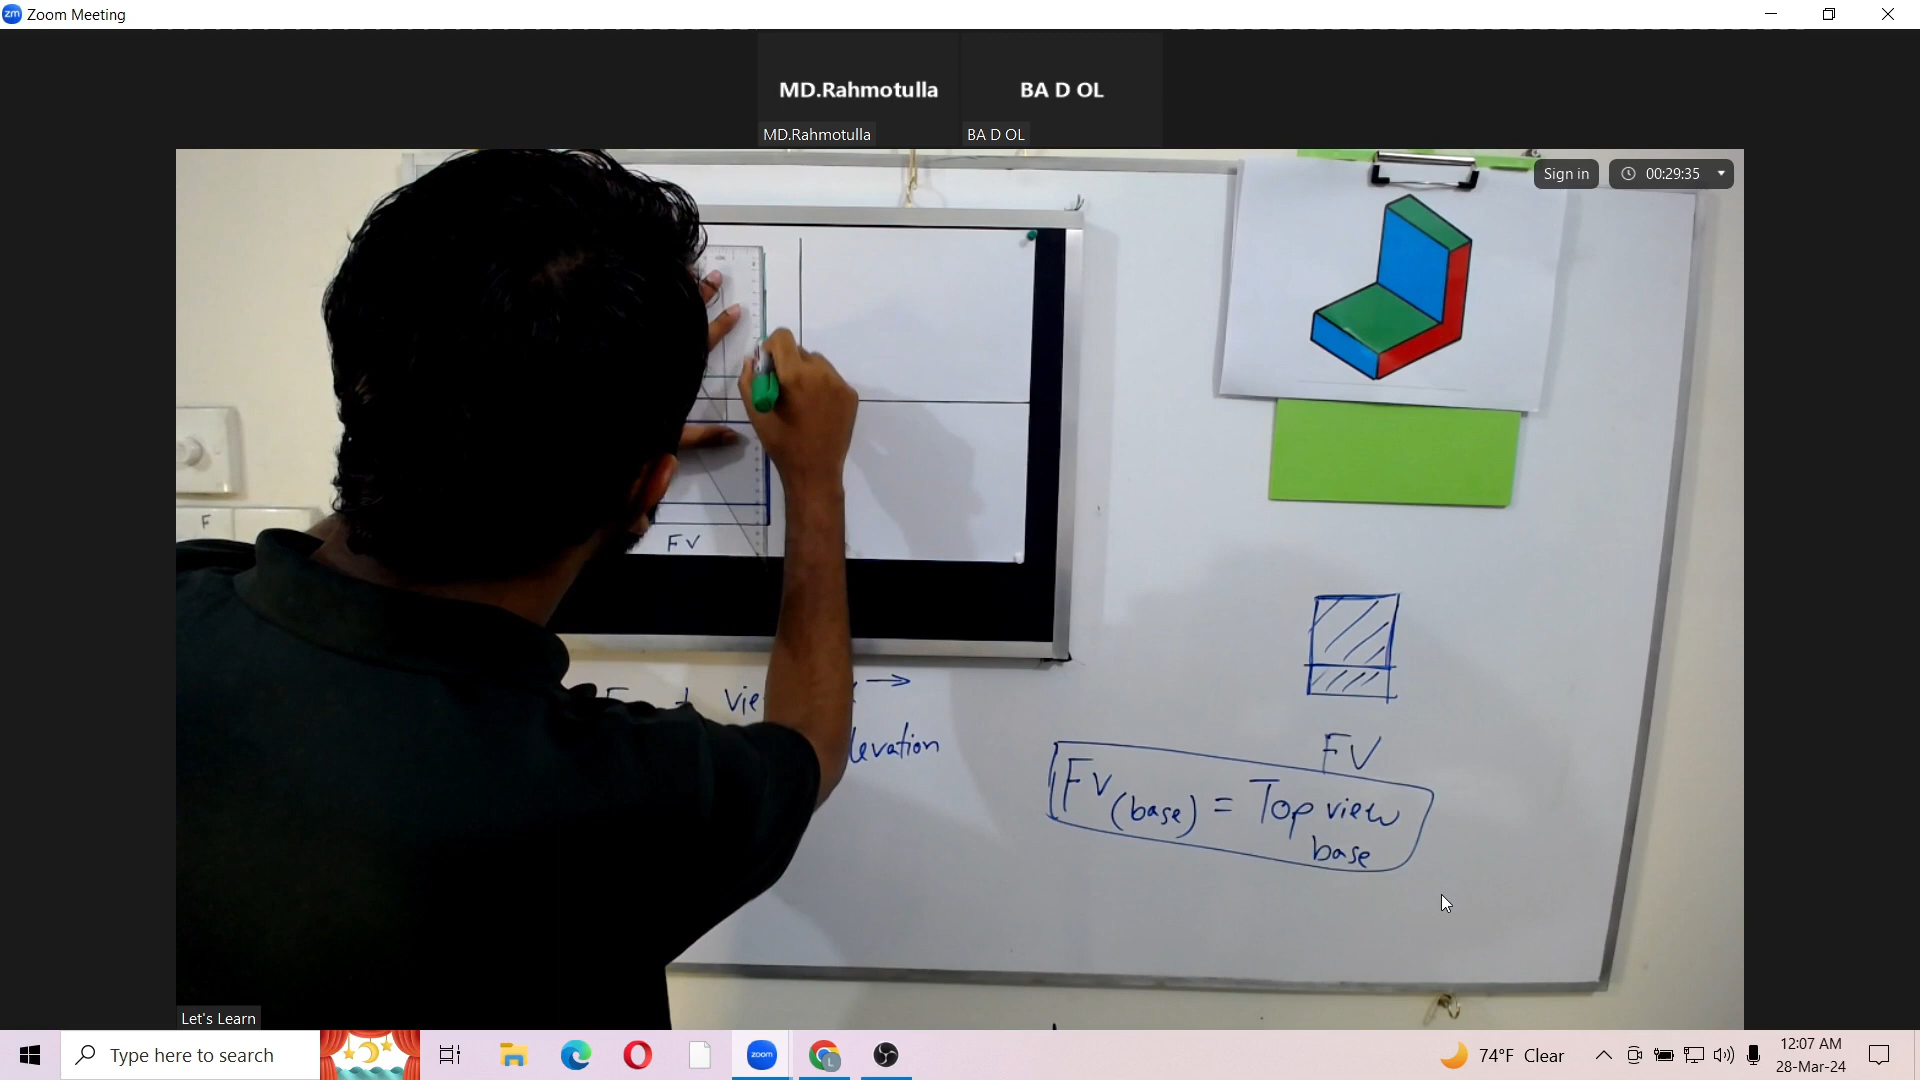 Zoom Meeting
MD.Rahmotulla
BA D OL
MD.Rahmotulla
BA D OL
Sign in
00:29:35
F
FV
levation
FV
FV (base) = Top view
base
Let's Learn
Type here to search
zoom
L
74°F Clear
12:07 AM
28-Mar-24